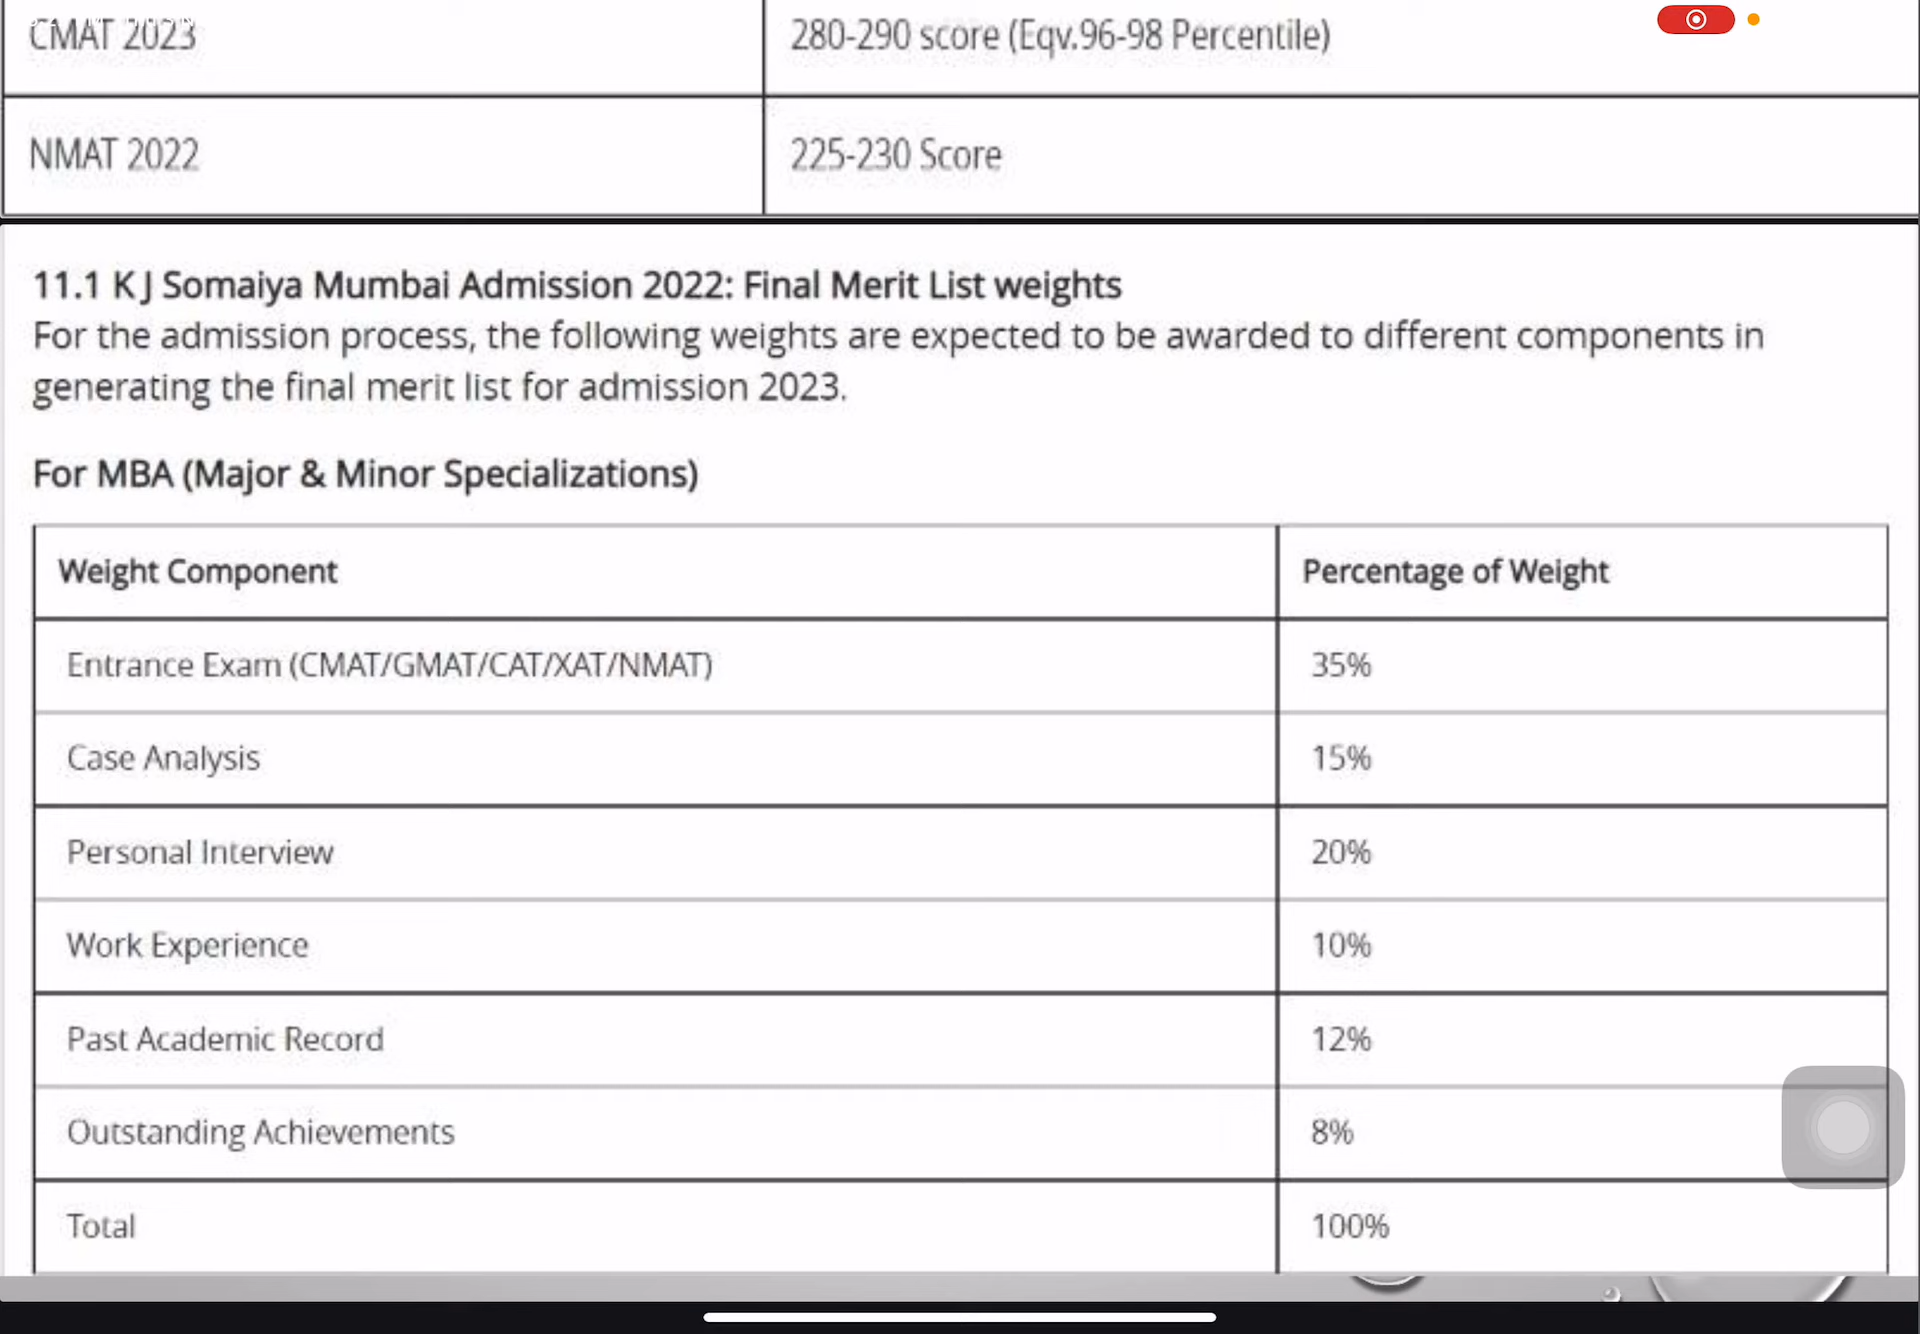 CMAT 2023 280-290 score (Eqv.96-98 Percentile)
NMAT 2022 225-230 Score
11.1 K J Somaiya Mumbai Admission 2022: Final Merit List weights
For the admission process, the following weights are expected to be awarded to different components in
generating the final merit list for admission 2023.
For MBA (Major & Minor Specializations)
Weight Component Percentage of Weight
Entrance Exam (CMAT/GMAT/CAT/XAT/NMAT) 35%
Case Analysis 15%
Personal Interview 20%
Work Experience 10%
Past Academic Record 12%
Outstanding Achievements 8%
Total 100%